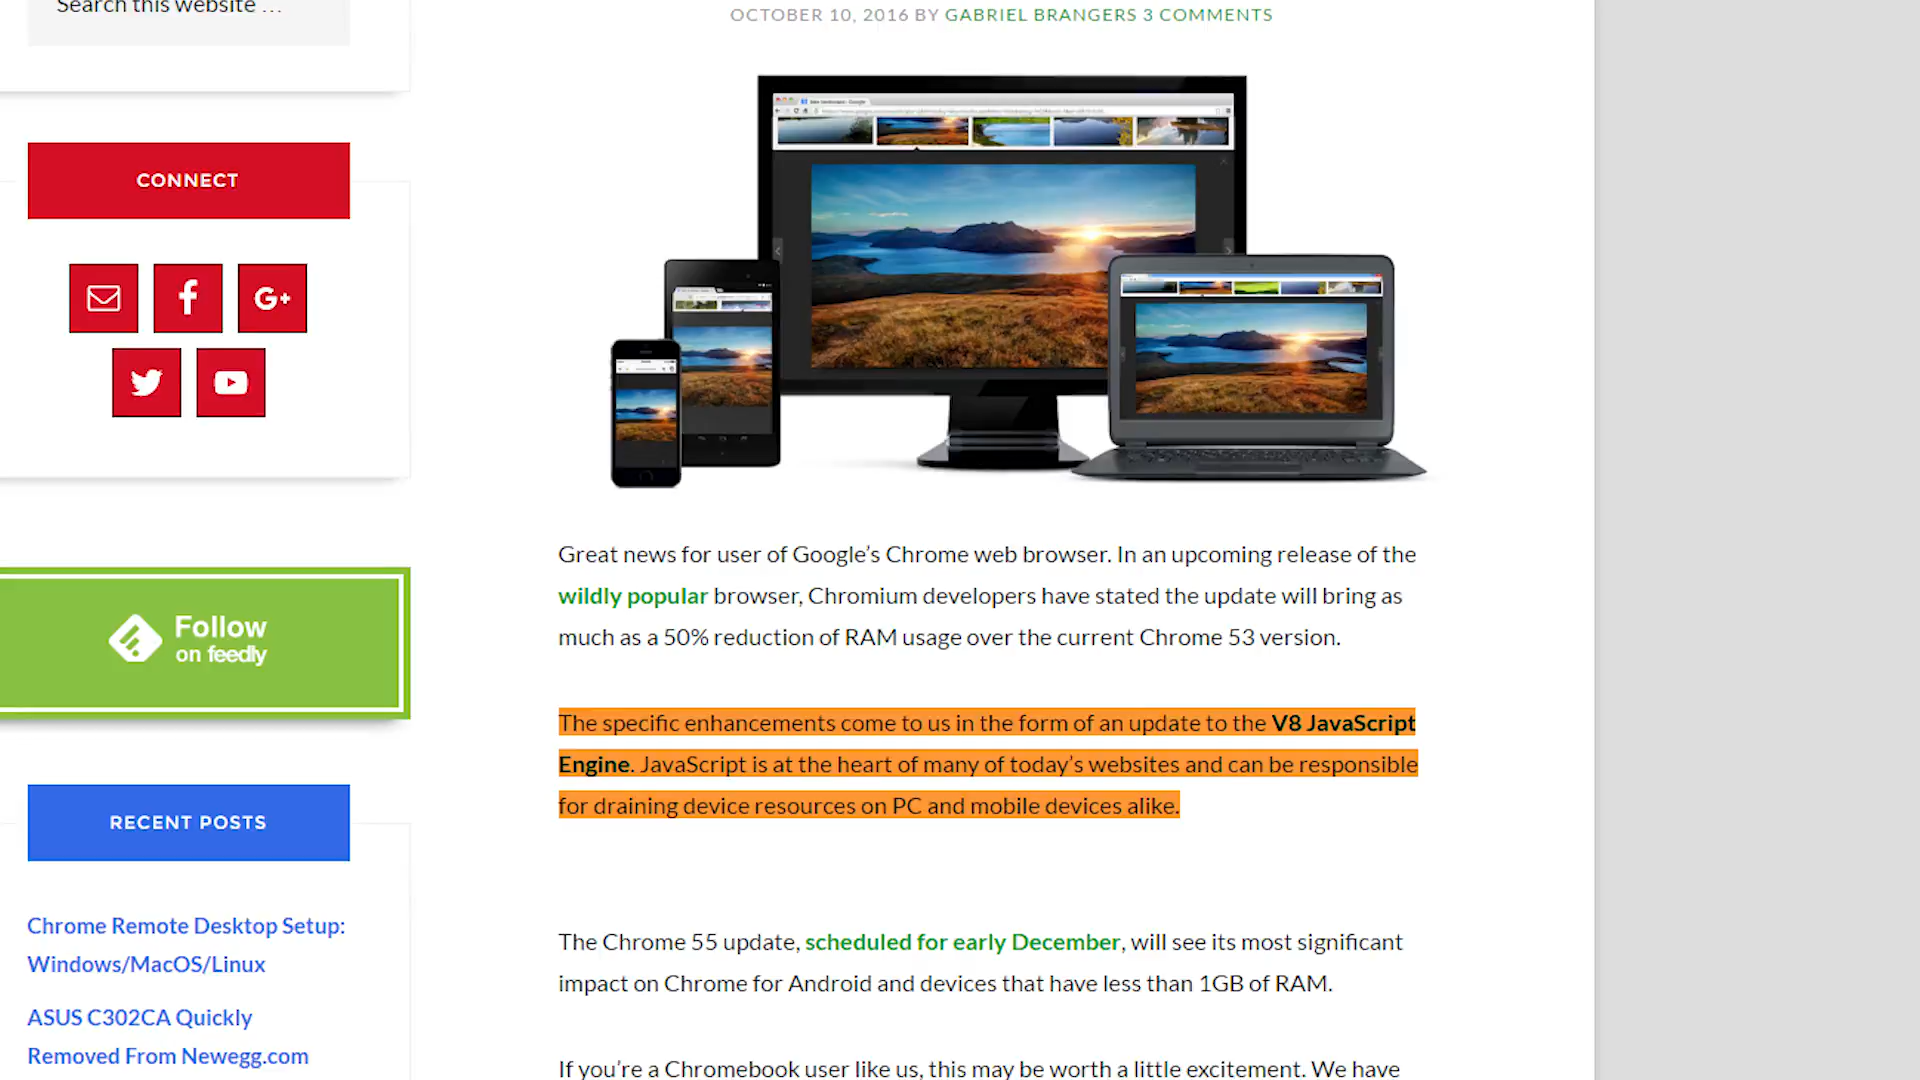 Search this website …
CONNECT
G+
Follow
on feedly
RECENT POSTS
Chrome Remote Desktop Setup:
Windows/MacOS/Linux
ASUS C302CA Quickly
Removed From Newegg.com
OCTOBER 10, 2016 BY GABRIEL BRANGERS 3 COMMENTS
Great news for user of Google’s Chrome web browser. In an upcoming release of the
wildly popular browser, Chromium developers have stated the update will bring as
much as a 50% reduction of RAM usage over the current Chrome 53 version.
The specific enhancements come to us in the form of an update to the V8 JavaScript
Engine. JavaScript is at the heart of many of today’s websites and can be responsible
for draining device resources on PC and mobile devices alike.
The Chrome 55 update, scheduled for early December, will see its most significant
impact on Chrome for Android and devices that have less than 1GB of RAM.
If you’re a Chromebook user like us, this may be worth a little excitement. We have